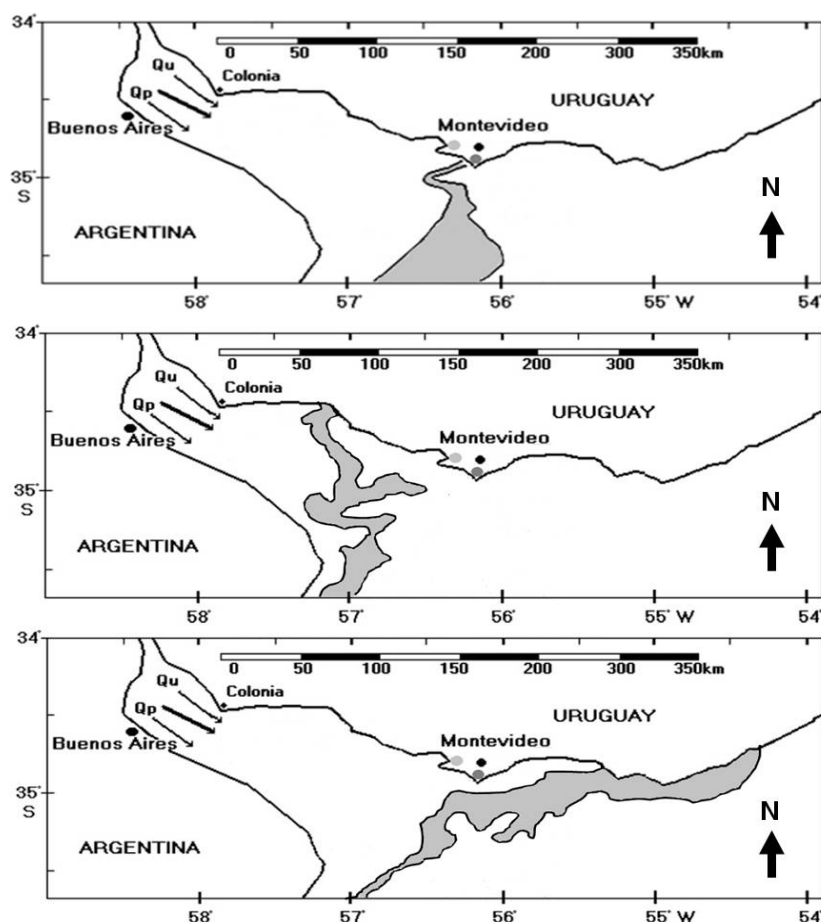 34°
0 50 100 150 200 300 350km
Qu
Colonia
Qp
URUGUAY
Buenos Aires
Montevideo
35°
S
N
ARGENTINA
58° 57° 56° 55° W 54°
34°
0 50 100 150 200 300 350km
Qu
Colonia
Qp
URUGUAY
Buenos Aires
Montevideo
35°
S
N
ARGENTINA
58° 57° 56° 55° W 54°
34°
0 50 100 150 200 300 350km
Qu
Colonia
Qp
URUGUAY
Buenos Aires
Montevideo
35°
S
N
ARGENTINA
58° 57° 56° 55° W 54°